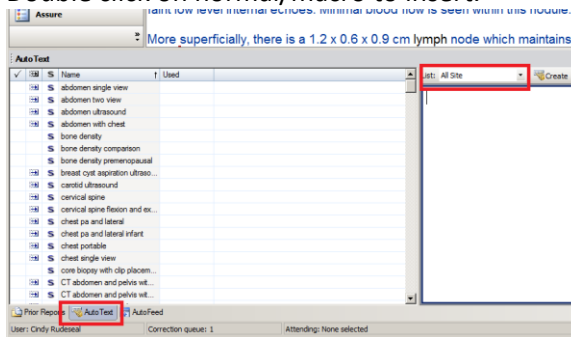 Double click on normal/macro to insert.
Assure
faint low level internal echoes. Minimal blood flow is seen within this nodule.
More superficially, there is a 1.2 x 0.6 x 0.9 cm lymph node which maintains
AutoText
S Name Used List: All Site Create
S abdomen single view
S abdomen two view
S abdomen ultrasound
S abdomen with chest
S bone density
S bone density comparison
S bone density premenopausal
S breast cyst aspiration ultraso...
S carotid ultrasound
S cervical spine
S cervical spine flexion and ex...
S chest pa and lateral
S chest pa and lateral infant
S chest portable
S chest single view
S core biopsy with clip placem...
S CT abdomen and pelvis wit...
S CT abdomen and pelvis wit...
Prior Reports AutoText AutoFeed
User: Cindy Rudeseal Correction queue: 1 Attending: None selected